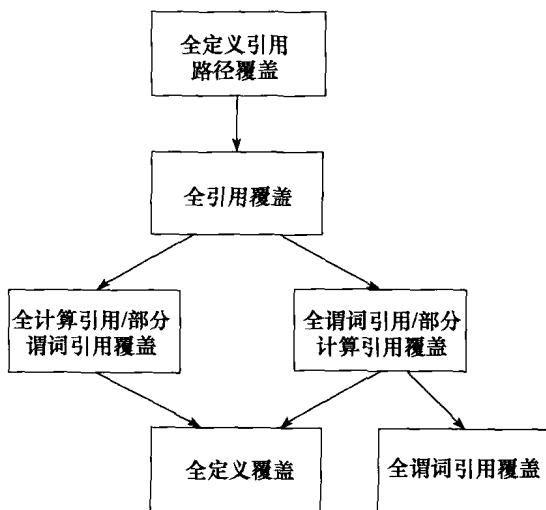 全定义引用
路径覆盖
全引用覆盖
全计算引用/部分
谓词引用覆盖
全谓词引用/部分
计算引用覆盖
全定义覆盖
全谓词引用覆盖